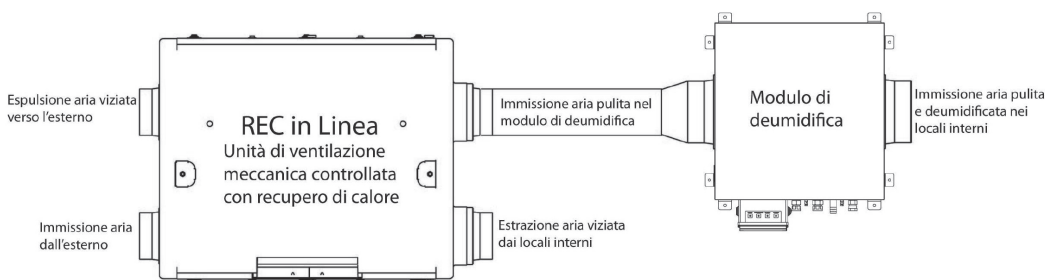 Espulsione aria viziata
verso l'esterno
REC in Linea
Unità di ventilazione
meccanica controllata
con recupero di calore
Immissione aria
dall'esterno
Immissione aria pulita nel
modulo di deumidifica
Estrazione aria viziata
dai locali interni
Modulo di
deumidifica
Immissione aria pulita
e deumidificata nei
locali interni